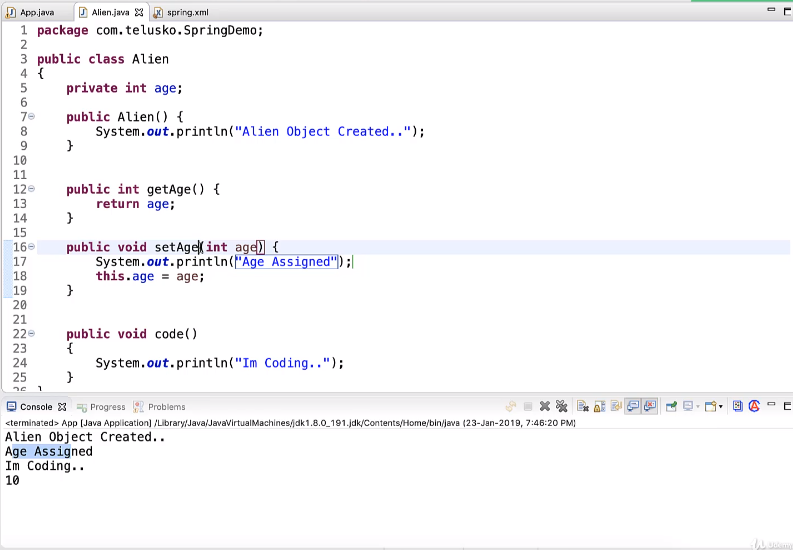 App.java Alien.java spring.xml
1 package com.telusko.SpringDemo;
2
3 public class Alien
4 {
5 private int age;
6
7 public Alien() {
8 System.out.println("Alien Object Created..");
9 }
10
11
12 public int getAge() {
13 return age;
14 }
15
16 public void setAge(int age) {
17 System.out.println("Age Assigned");
18 this.age = age;
19 }
20
21
22 public void code()
23 {
24 System.out.println("Im Coding..");
25 }
26 }
Console Progress Problems
<terminated> App [Java Application] /Library/Java/JavaVirtualMachines/jdk1.8.0_191.jdk/Contents/Home/bin/java (23-Jan-2019, 7:46:20 PM)
Alien Object Created..
Age Assigned
Im Coding..
10
Udemy